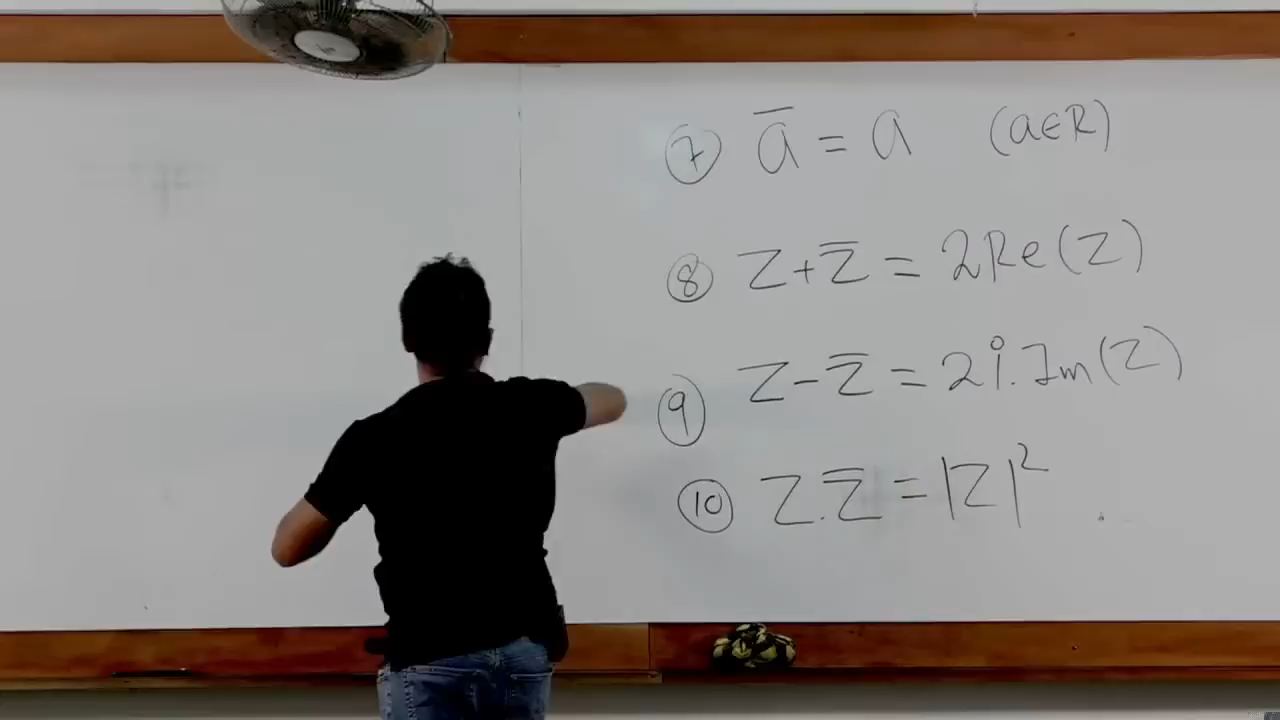 ⑦ a̅ = a (a∈R)
⑧ Z+Z̅ = 2Re(Z)
⑨ Z-Z̅ = 2i.Im(Z)
⑩ Z.Z̅ = |Z|²